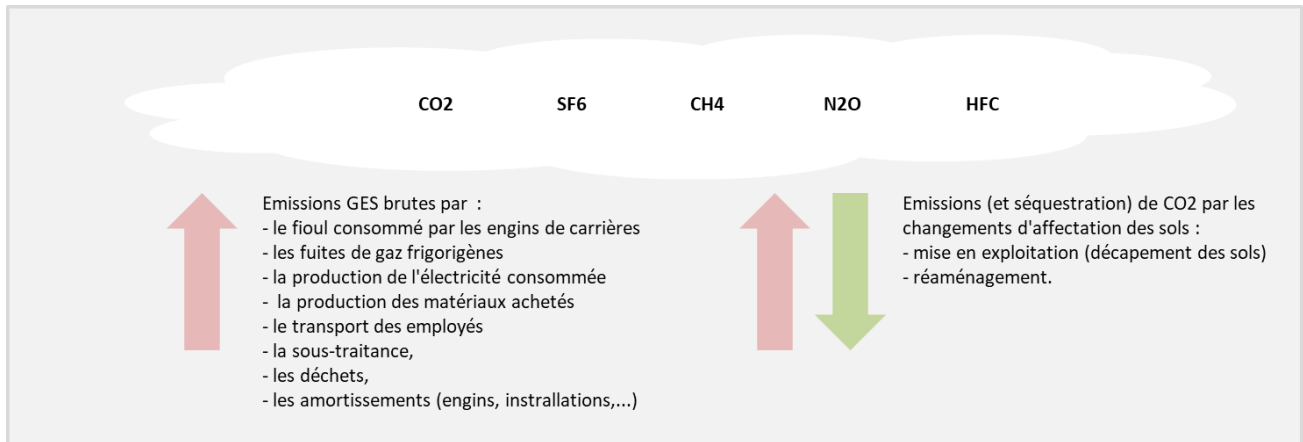 CO2 SF6 CH4 N2O HFC
Emissions GES brutes par :
- le fioul consommé par les engins de carrières
- les fuites de gaz frigorigènes
- la production de l'électricité consommée
- la production des matériaux achetés
- le transport des employés
- la sous-traitance,
- les déchets,
- les amortissements (engins, instrallations,...)
Emissions (et séquestration) de CO2 par les
changements d'affectation des sols :
- mise en exploitation (décapement des sols)
- réaménagement.